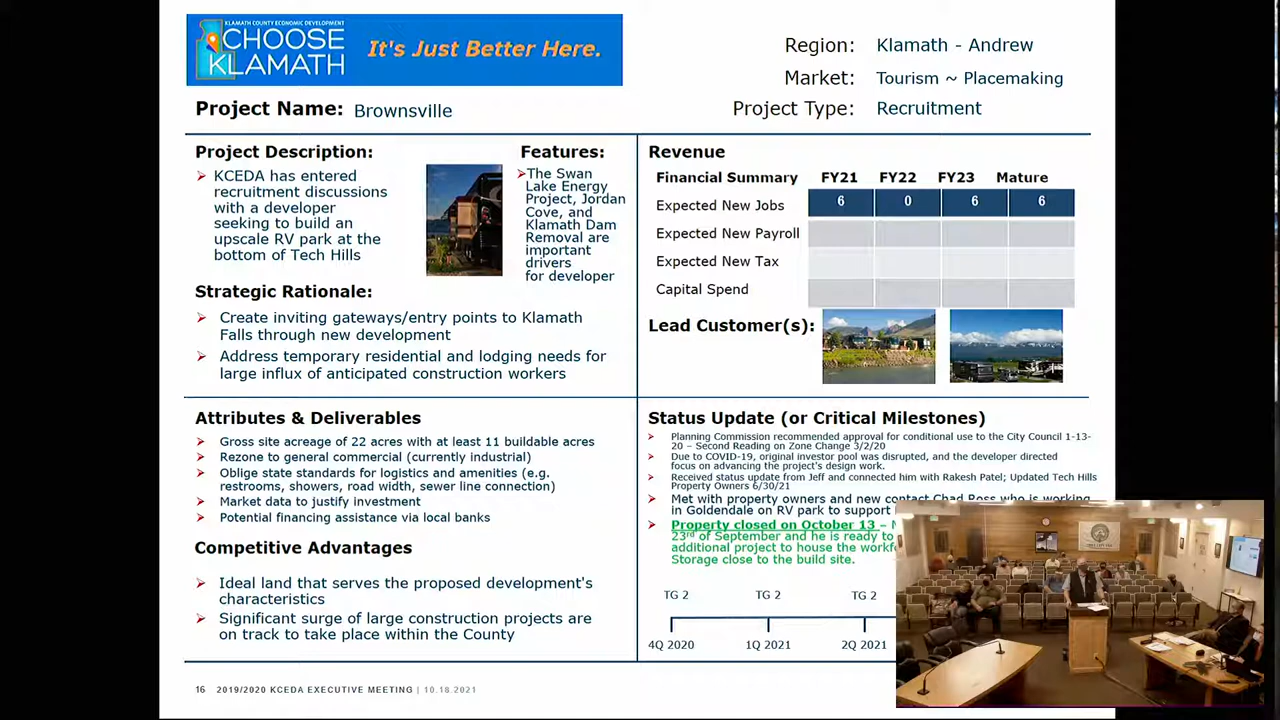 KLAMATH COUNTY ECONOMIC DEVELOPMENT
CHOOSE
KLAMATH
It's Just Better Here.
Region: Klamath - Andrew
Market: Tourism ~ Placemaking
Project Name: Brownsville
Project Type: Recruitment
Project Description:
KCEDA has entered
recruitment discussions
with a developer
seeking to build an
upscale RV park at the
bottom of Tech Hills
Features:
The Swan
Lake Energy
Project, Jordan
Cove, and
Klamath Dam
Removal are
important
drivers
for developer
Strategic Rationale:
Create inviting gateways/entry points to Klamath
Falls through new development
Address temporary residential and lodging needs for
large influx of anticipated construction workers
Revenue
Financial Summary FY21 FY22 FY23 Mature
Expected New Jobs 6 0 6 6
Expected New Payroll
Expected New Tax
Capital Spend
Lead Customer(s):
Attributes & Deliverables
Gross site acreage of 22 acres with at least 11 buildable acres
Rezone to general commercial (currently industrial)
Oblige state standards for logistics and amenities (e.g.
restrooms, showers, road width, sewer line connection)
Market data to justify investment
Potential financing assistance via local banks
Competitive Advantages
Ideal land that serves the proposed development's
characteristics
Significant surge of large construction projects are
on track to take place within the County
Status Update (or Critical Milestones)
Planning Commission recommended approval for conditional use to the City Council 1-13-
20 – Second Reading on Zone Change 3/2/20
Due to COVID-19, original investor pool was disrupted, and the developer directed
focus on advancing the project's design work.
Received status update from Jeff and connected him with Rakesh Patel; Updated Tech Hills
Property Owners 6/30/21
Met with property owners and new contact Chad Ross who is working
in Goldendale on RV park to support
Property closed on October 13 –
23rd of September and he is ready to
additional project to house the
Storage close to the build site.
TG 2 TG 2 TG 2
4Q 2020 1Q 2021 2Q 2021
16 2019/2020 KCEDA EXECUTIVE MEETING | 10.18.2021